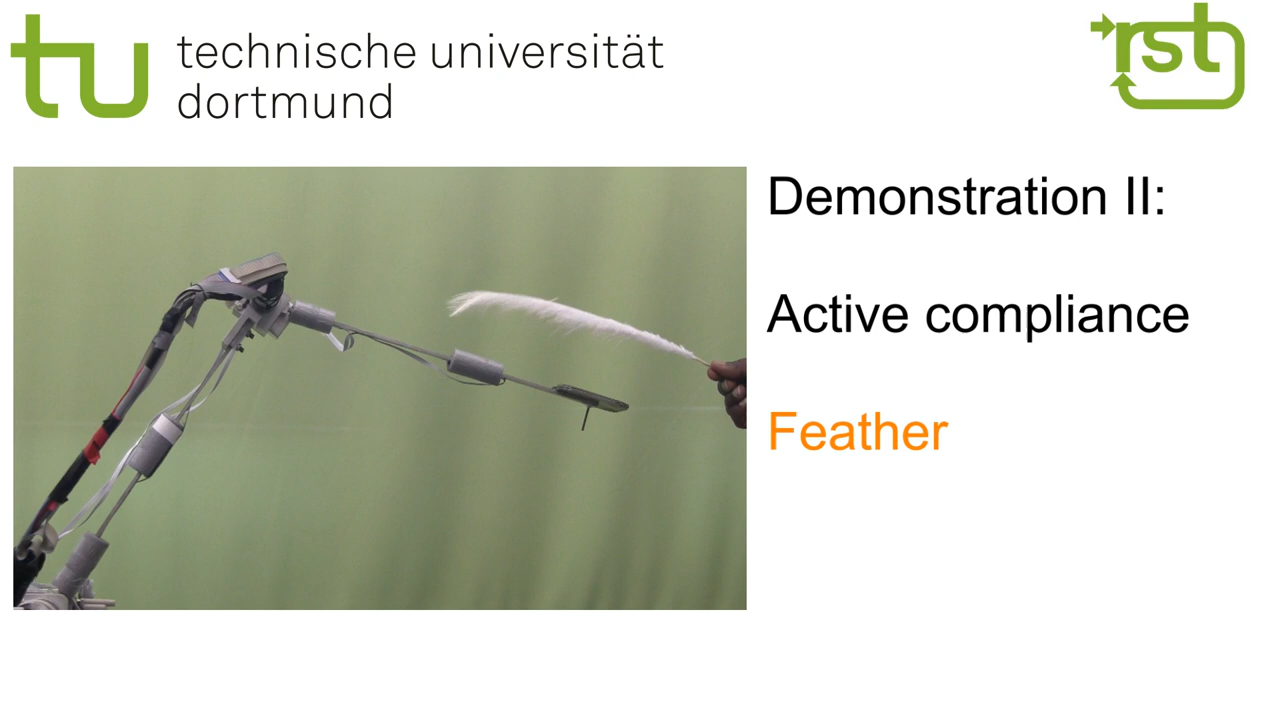 tu technische universität
dortmund
rst
Demonstration II:
Active compliance
Feather